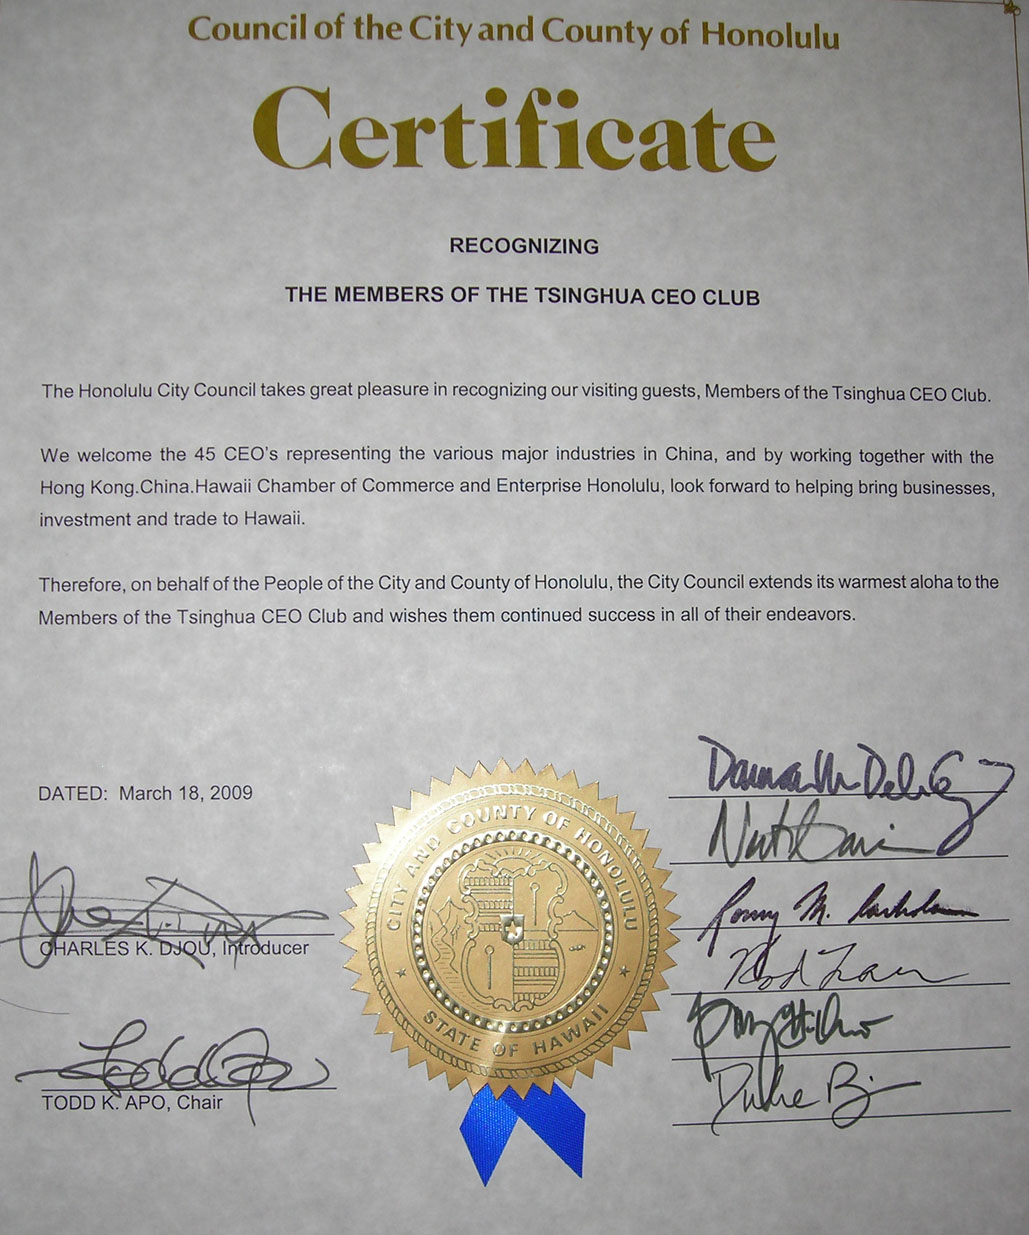 Council of the City and County of Honolulu
Certificate
RECOGNIZING
THE MEMBERS OF THE TSINGHUA CEO CLUB
The Honolulu City Council takes great pleasure in recognizing our visiting guests, Members of the Tsinghua CEO Club.
We welcome the 45 CEO's representing the various major industries in China, and by working together with the
Hong Kong.China.Hawaii Chamber of Commerce and Enterprise Honolulu, look forward to helping bring businesses,
investment and trade to Hawaii.
Therefore, on behalf of the People of the City and County of Honolulu, the City Council extends its warmest aloha to the
Members of the Tsinghua CEO Club and wishes them continued success in all of their endeavors.
DATED: March 18, 2009
CHARLES K. DJOU, Introducer
Todd Apo
TODD K. APO, Chair
CITY AND COUNTY OF HONOLULU
STATE OF HAWAII
Duke